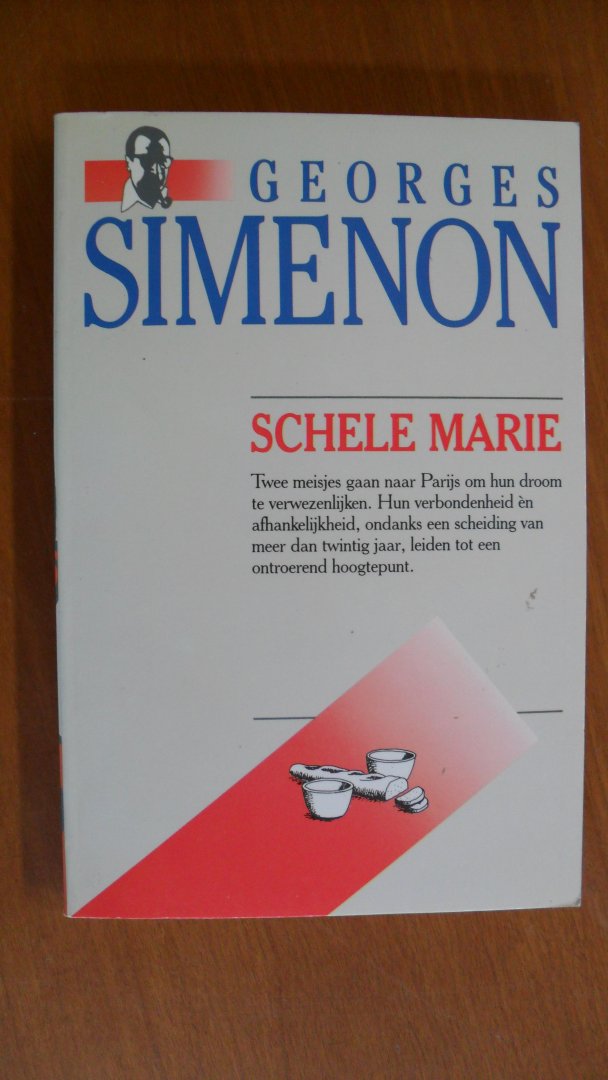 GEORGES
SIMENON
SCHELE MARIE
Twee meisjes gaan naar Parijs om hun droom
te verwezenlijken. Hun verbondenheid èn
afhankelijkheid, ondanks een scheiding van
meer dan twintig jaar, leiden tot een
ontroerend hoogtepunt.